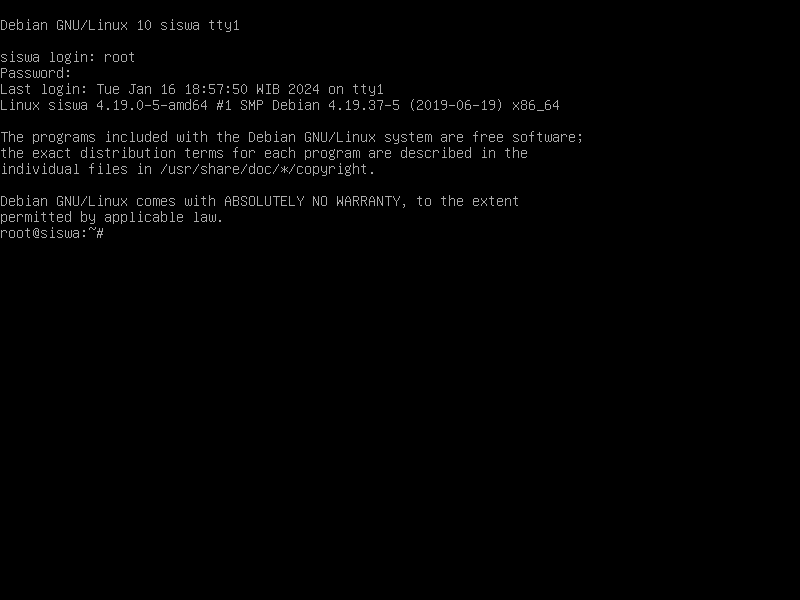 Debian GNU/Linux 10 siswa tty1
siswa login: root
Password:
Last login: Tue Jan 16 18:57:50 WIB 2024 on tty1
Linux siswa 4.19.0-5-amd64 #1 SMP Debian 4.19.37-5 (2019-06-19) x86_64
The programs included with the Debian GNU/Linux system are free software;
the exact distribution terms for each program are described in the
individual files in /usr/share/doc/*/copyright.
Debian GNU/Linux comes with ABSOLUTELY NO WARRANTY, to the extent
permitted by applicable law.
root@siswa:~#